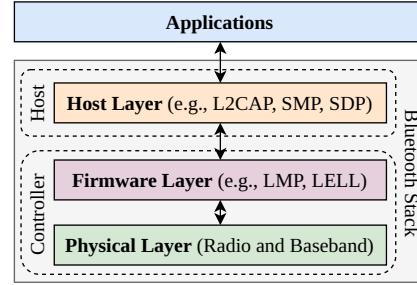 Applications
Host
Host Layer (e.g., L2CAP, SMP, SDP)
Bluetooth Stack
Controller
Firmware Layer (e.g., LMP, LELL)
Physical Layer (Radio and Baseband)